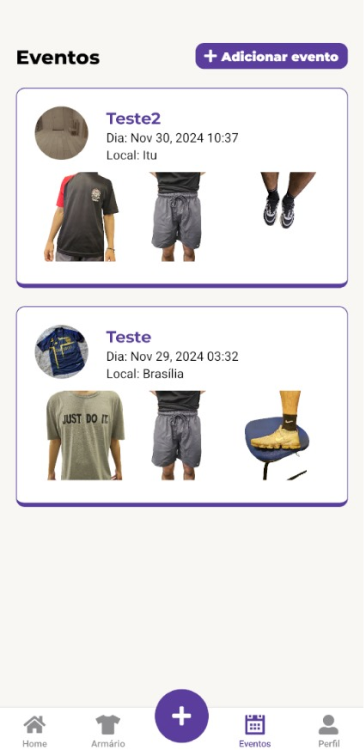 Eventos
+ Adicionar evento
Teste2
Dia: Nov 30, 2024 10:37
Local: Itu
Teste
Dia: Nov 29, 2024 03:32
Local: Brasília
JUST DO IT
Home
Armário
+
Eventos
Perfil